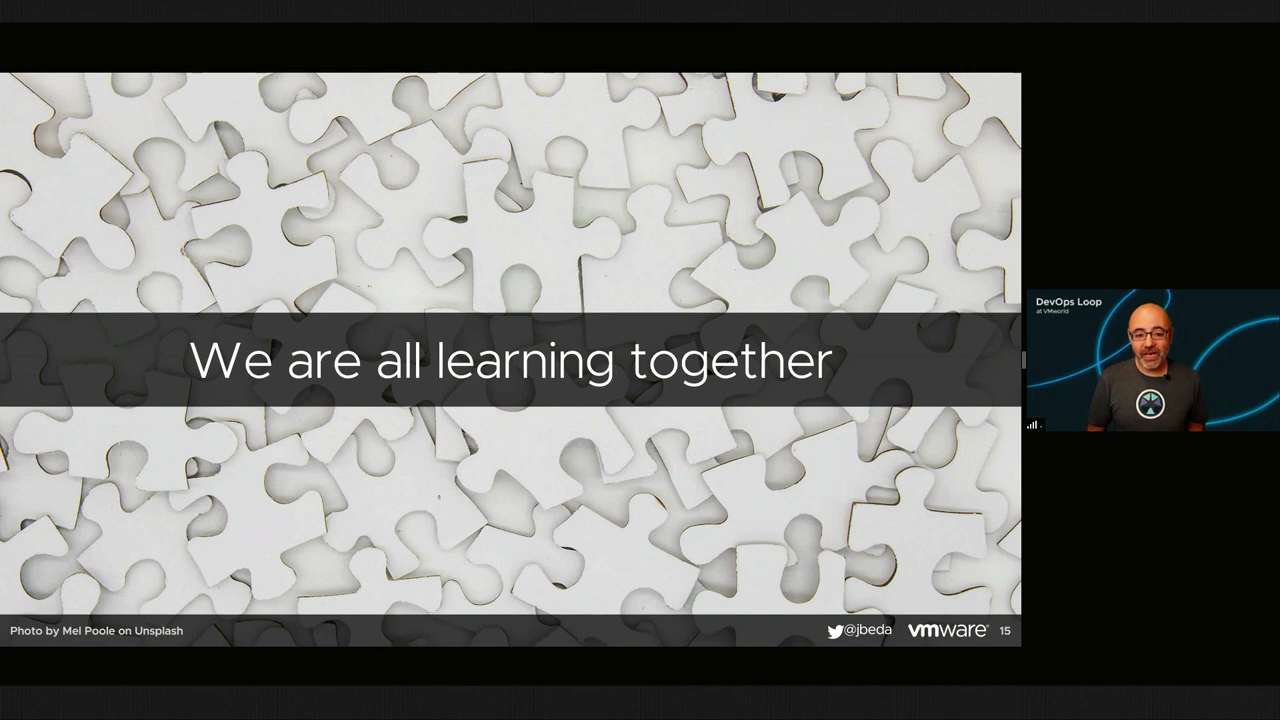 We are all learning together
DevOps Loop
at VMworld
Photo by Mel Poole on Unsplash
@jbeda
vmware®
15